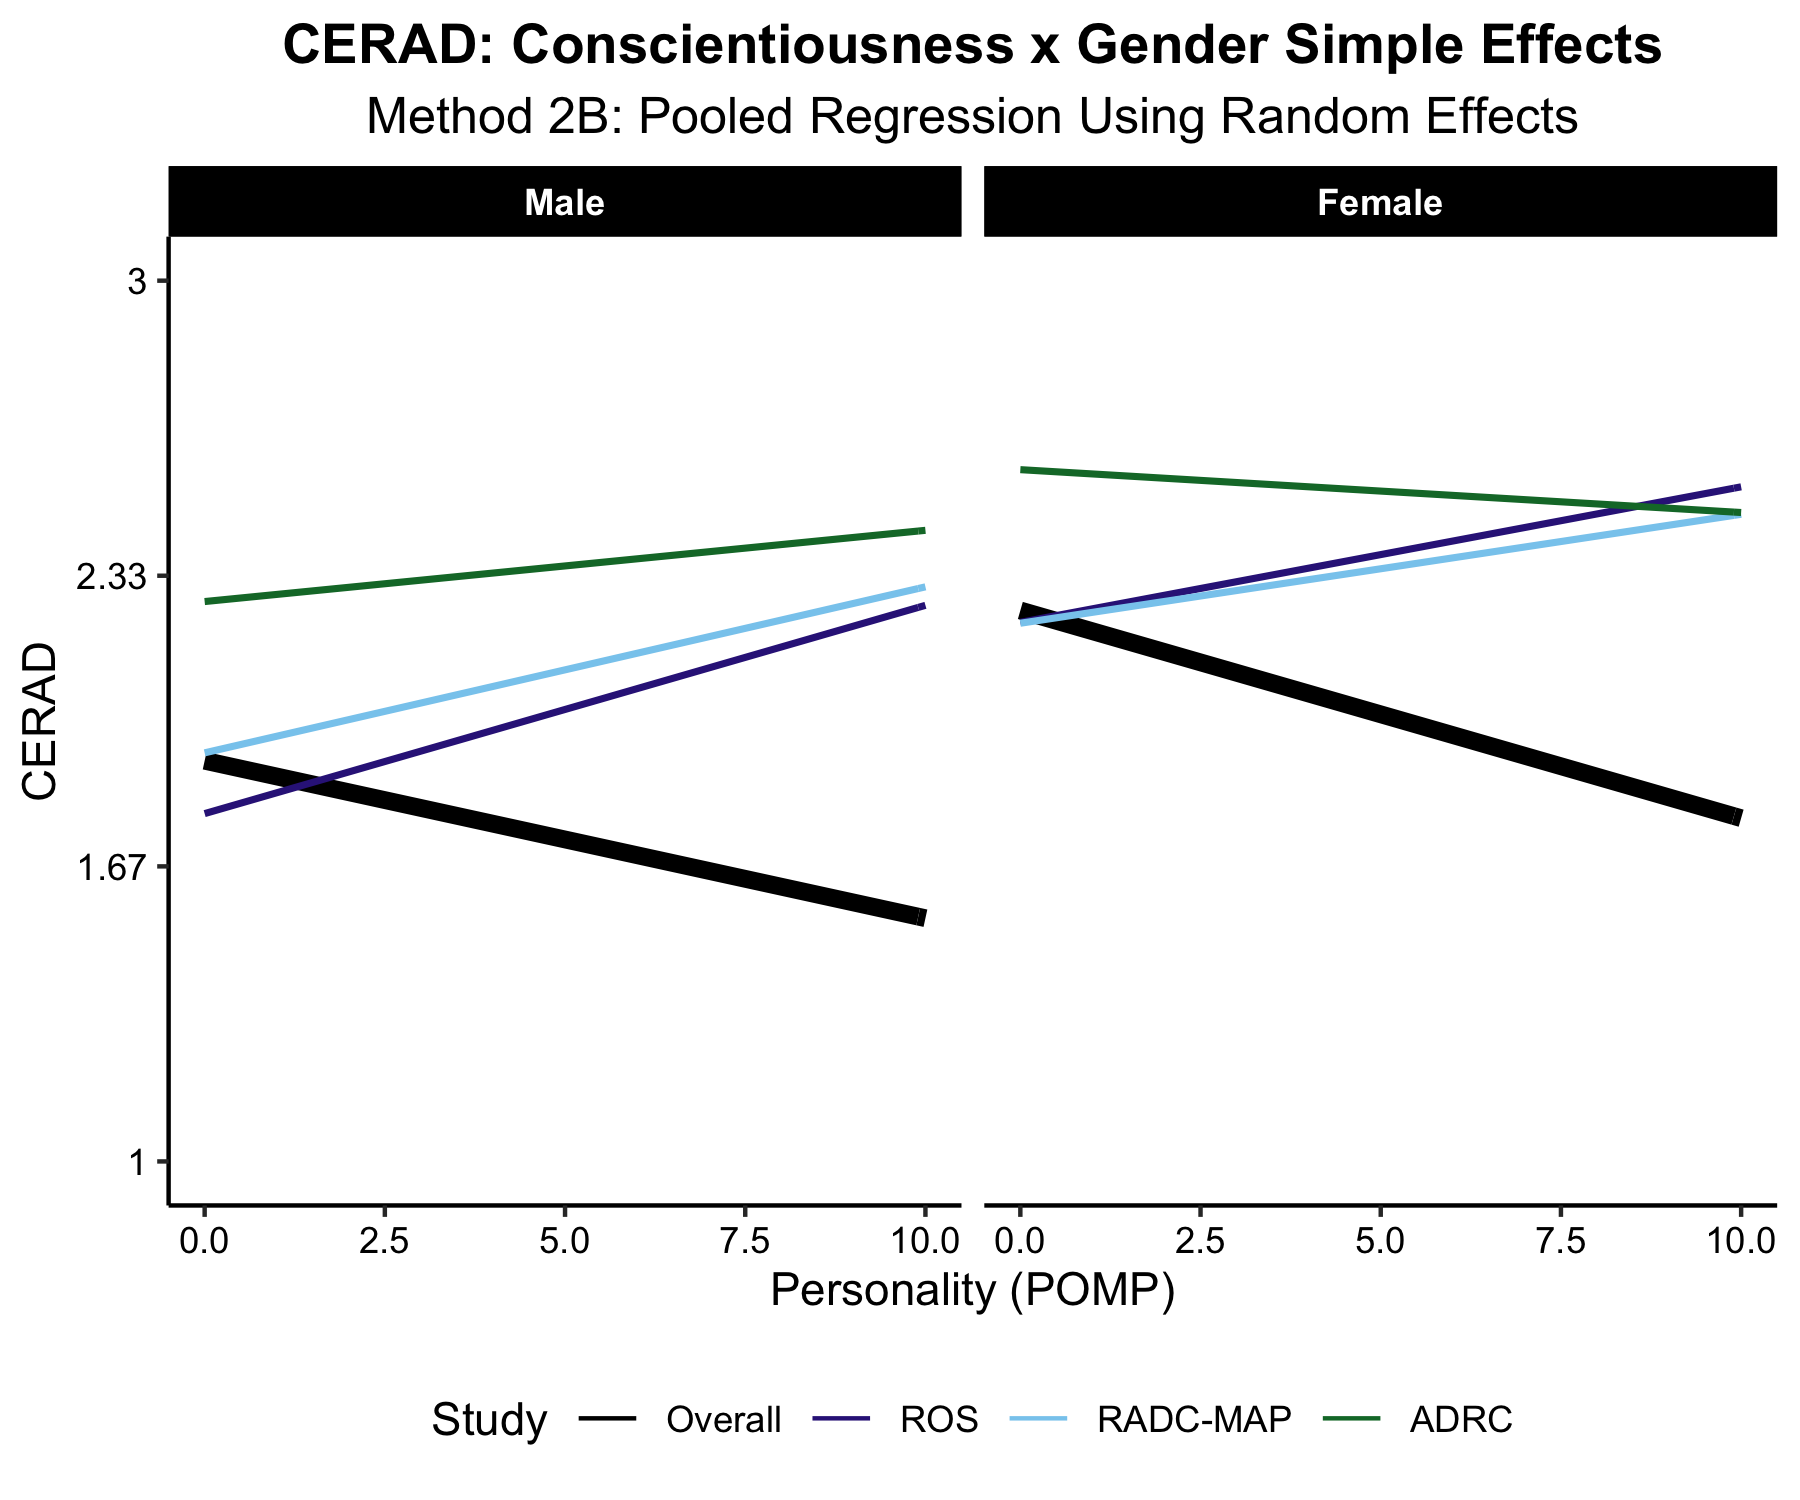 CERAD: Conscientiousness x Gender Simple Effects
Method 2B: Pooled Regression Using Random Effects
Male Female
3
2.33
1.67
1
CERAD
0.0 2.5 5.0 7.5 10.0 0.0 2.5 5.0 7.5 10.0
Personality (POMP)
Study Overall ROS RADC-MAP ADRC